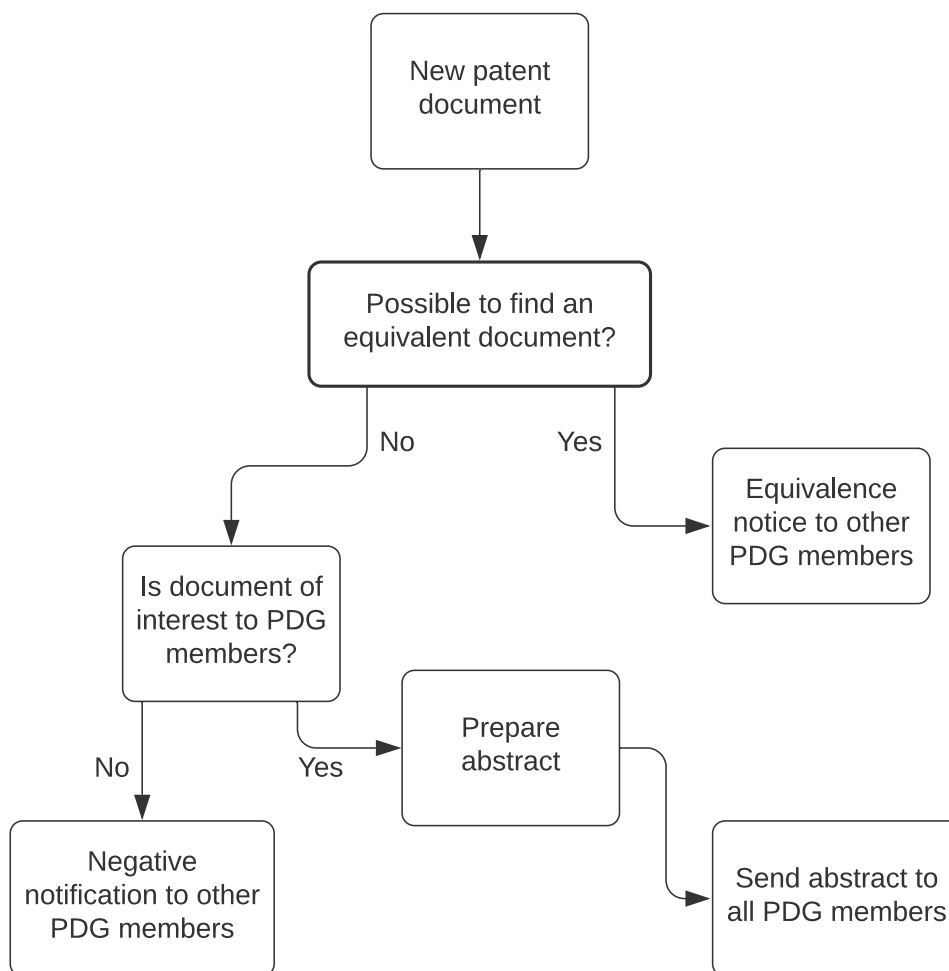 New patent
document
Possible to find an
equivalent document?
No
Yes
Equivalence
notice to other
PDG members
Is document of
interest to PDG
members?
No
Yes
Prepare
abstract
Negative
notification to other
PDG members
Send abstract to
all PDG members